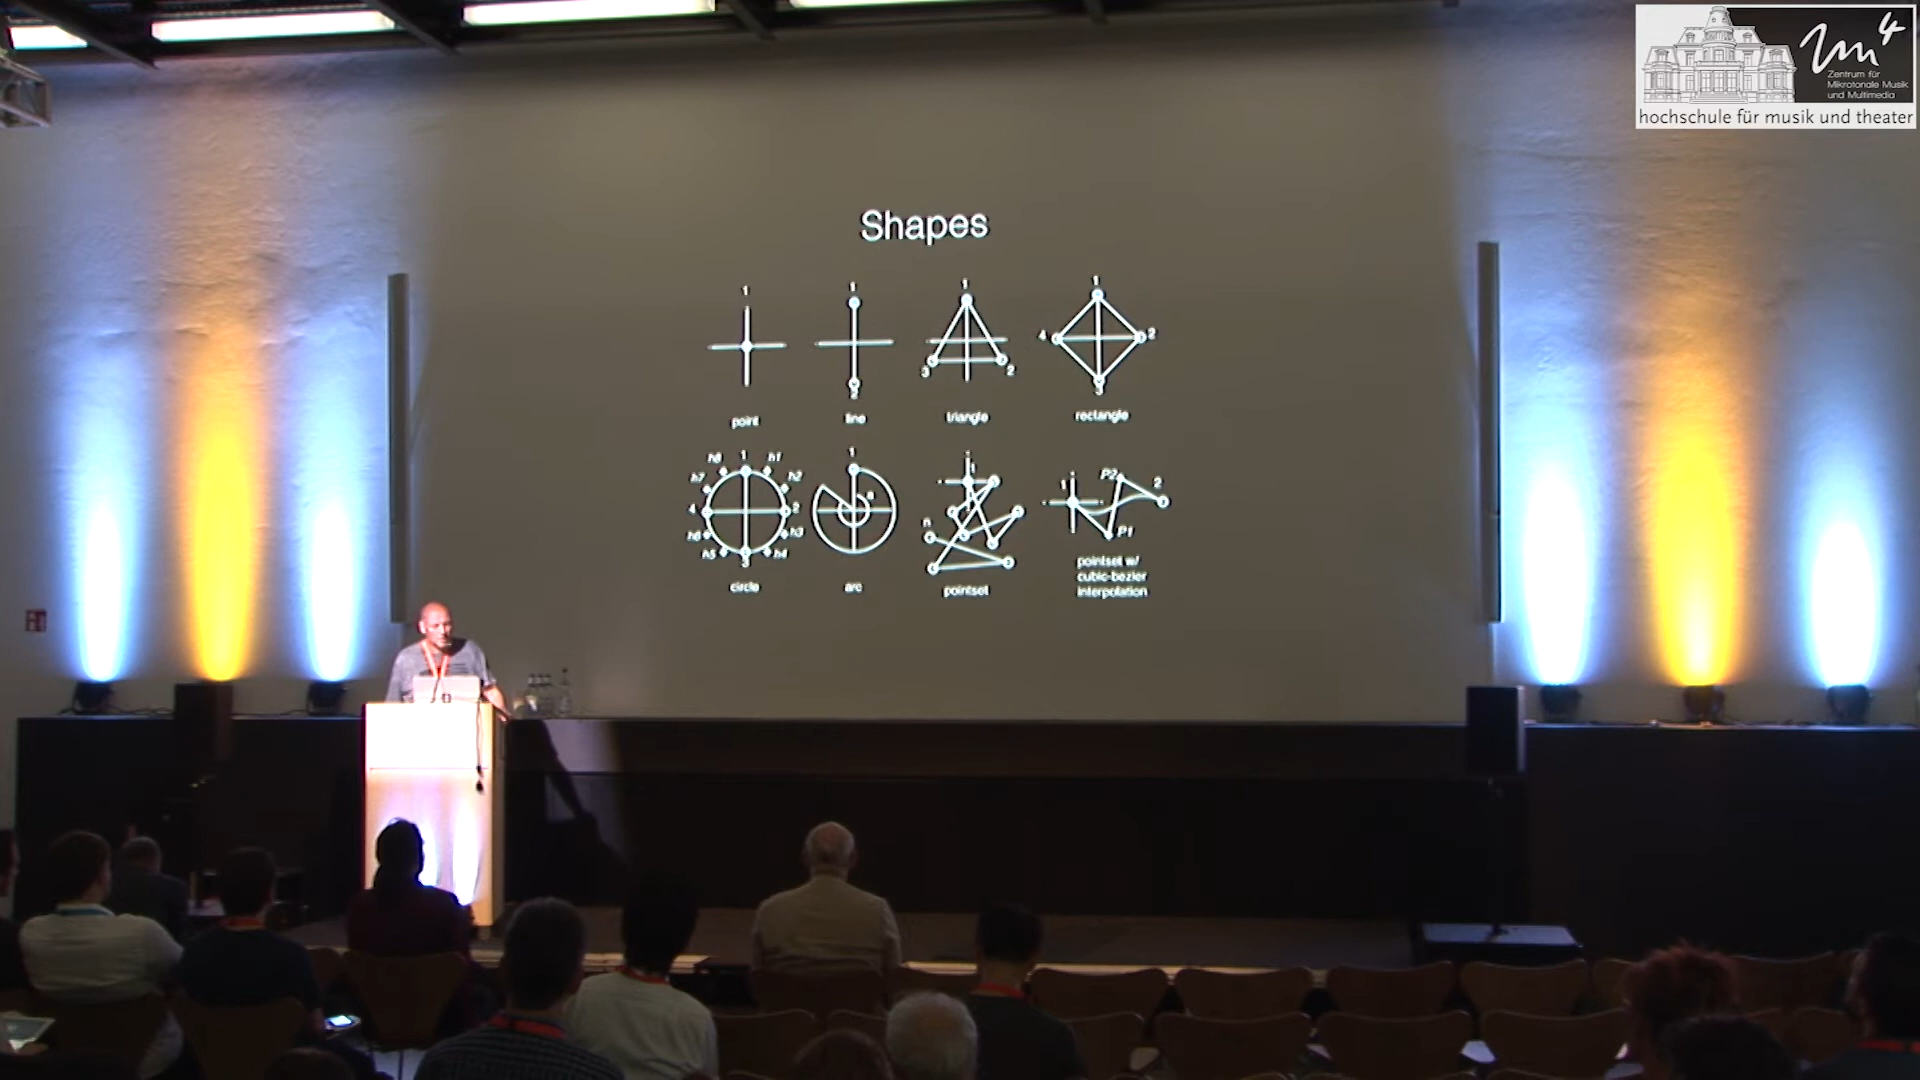 m4
Zentrum für
Mikrotonale Musik
und Multimedia
hochschule für musik und theater
Shapes
1 1 1 1
4 2
3 2
2 3
point line triangle rectangle
h8 1 h1
h7 h2
4 2
h6 h3
h5 h4
3
circle
1
a
arc
1
n
pointset
1 P2 2
P1
pointset w/
cubic-bezier
interpolation